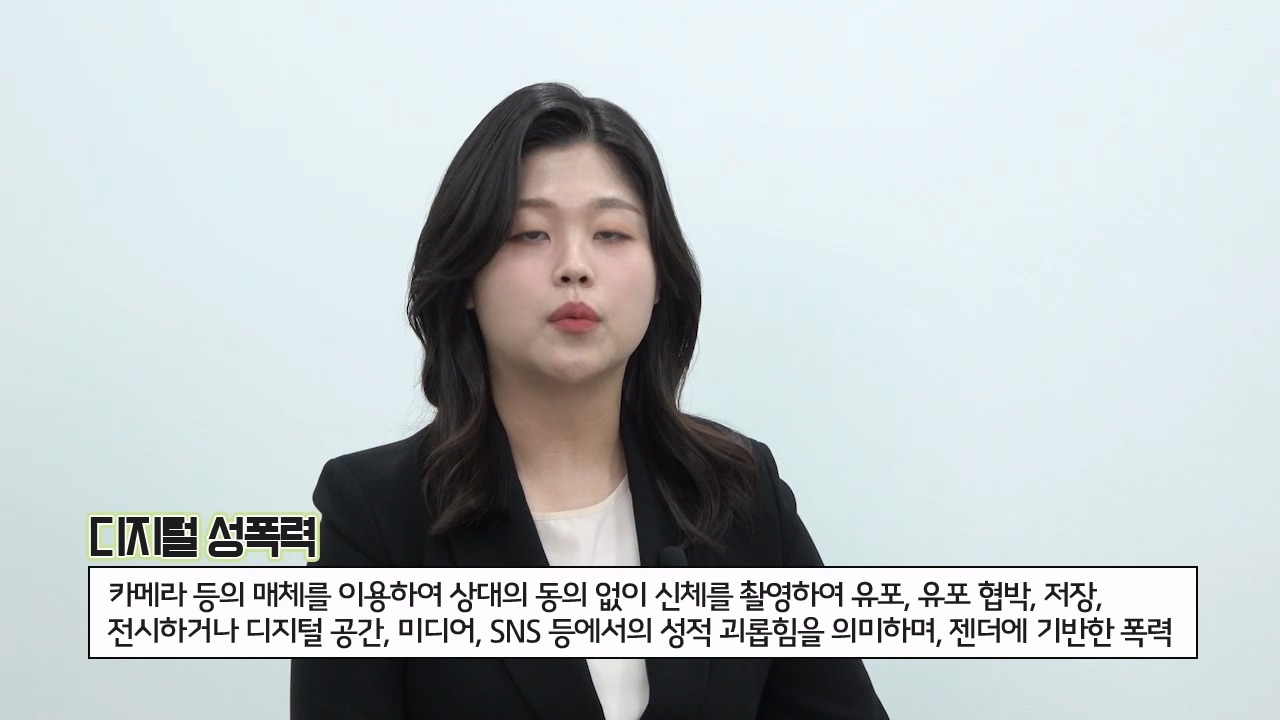 디지털 성폭력
카메라 등의 매체를 이용하여 상대의 동의 없이 신체를 촬영하여 유포, 유포 협박, 저장,
전시하거나 디지털 공간, 미디어, SNS 등에서의 성적 괴롭힘을 의미하며, 젠더에 기반한 폭력